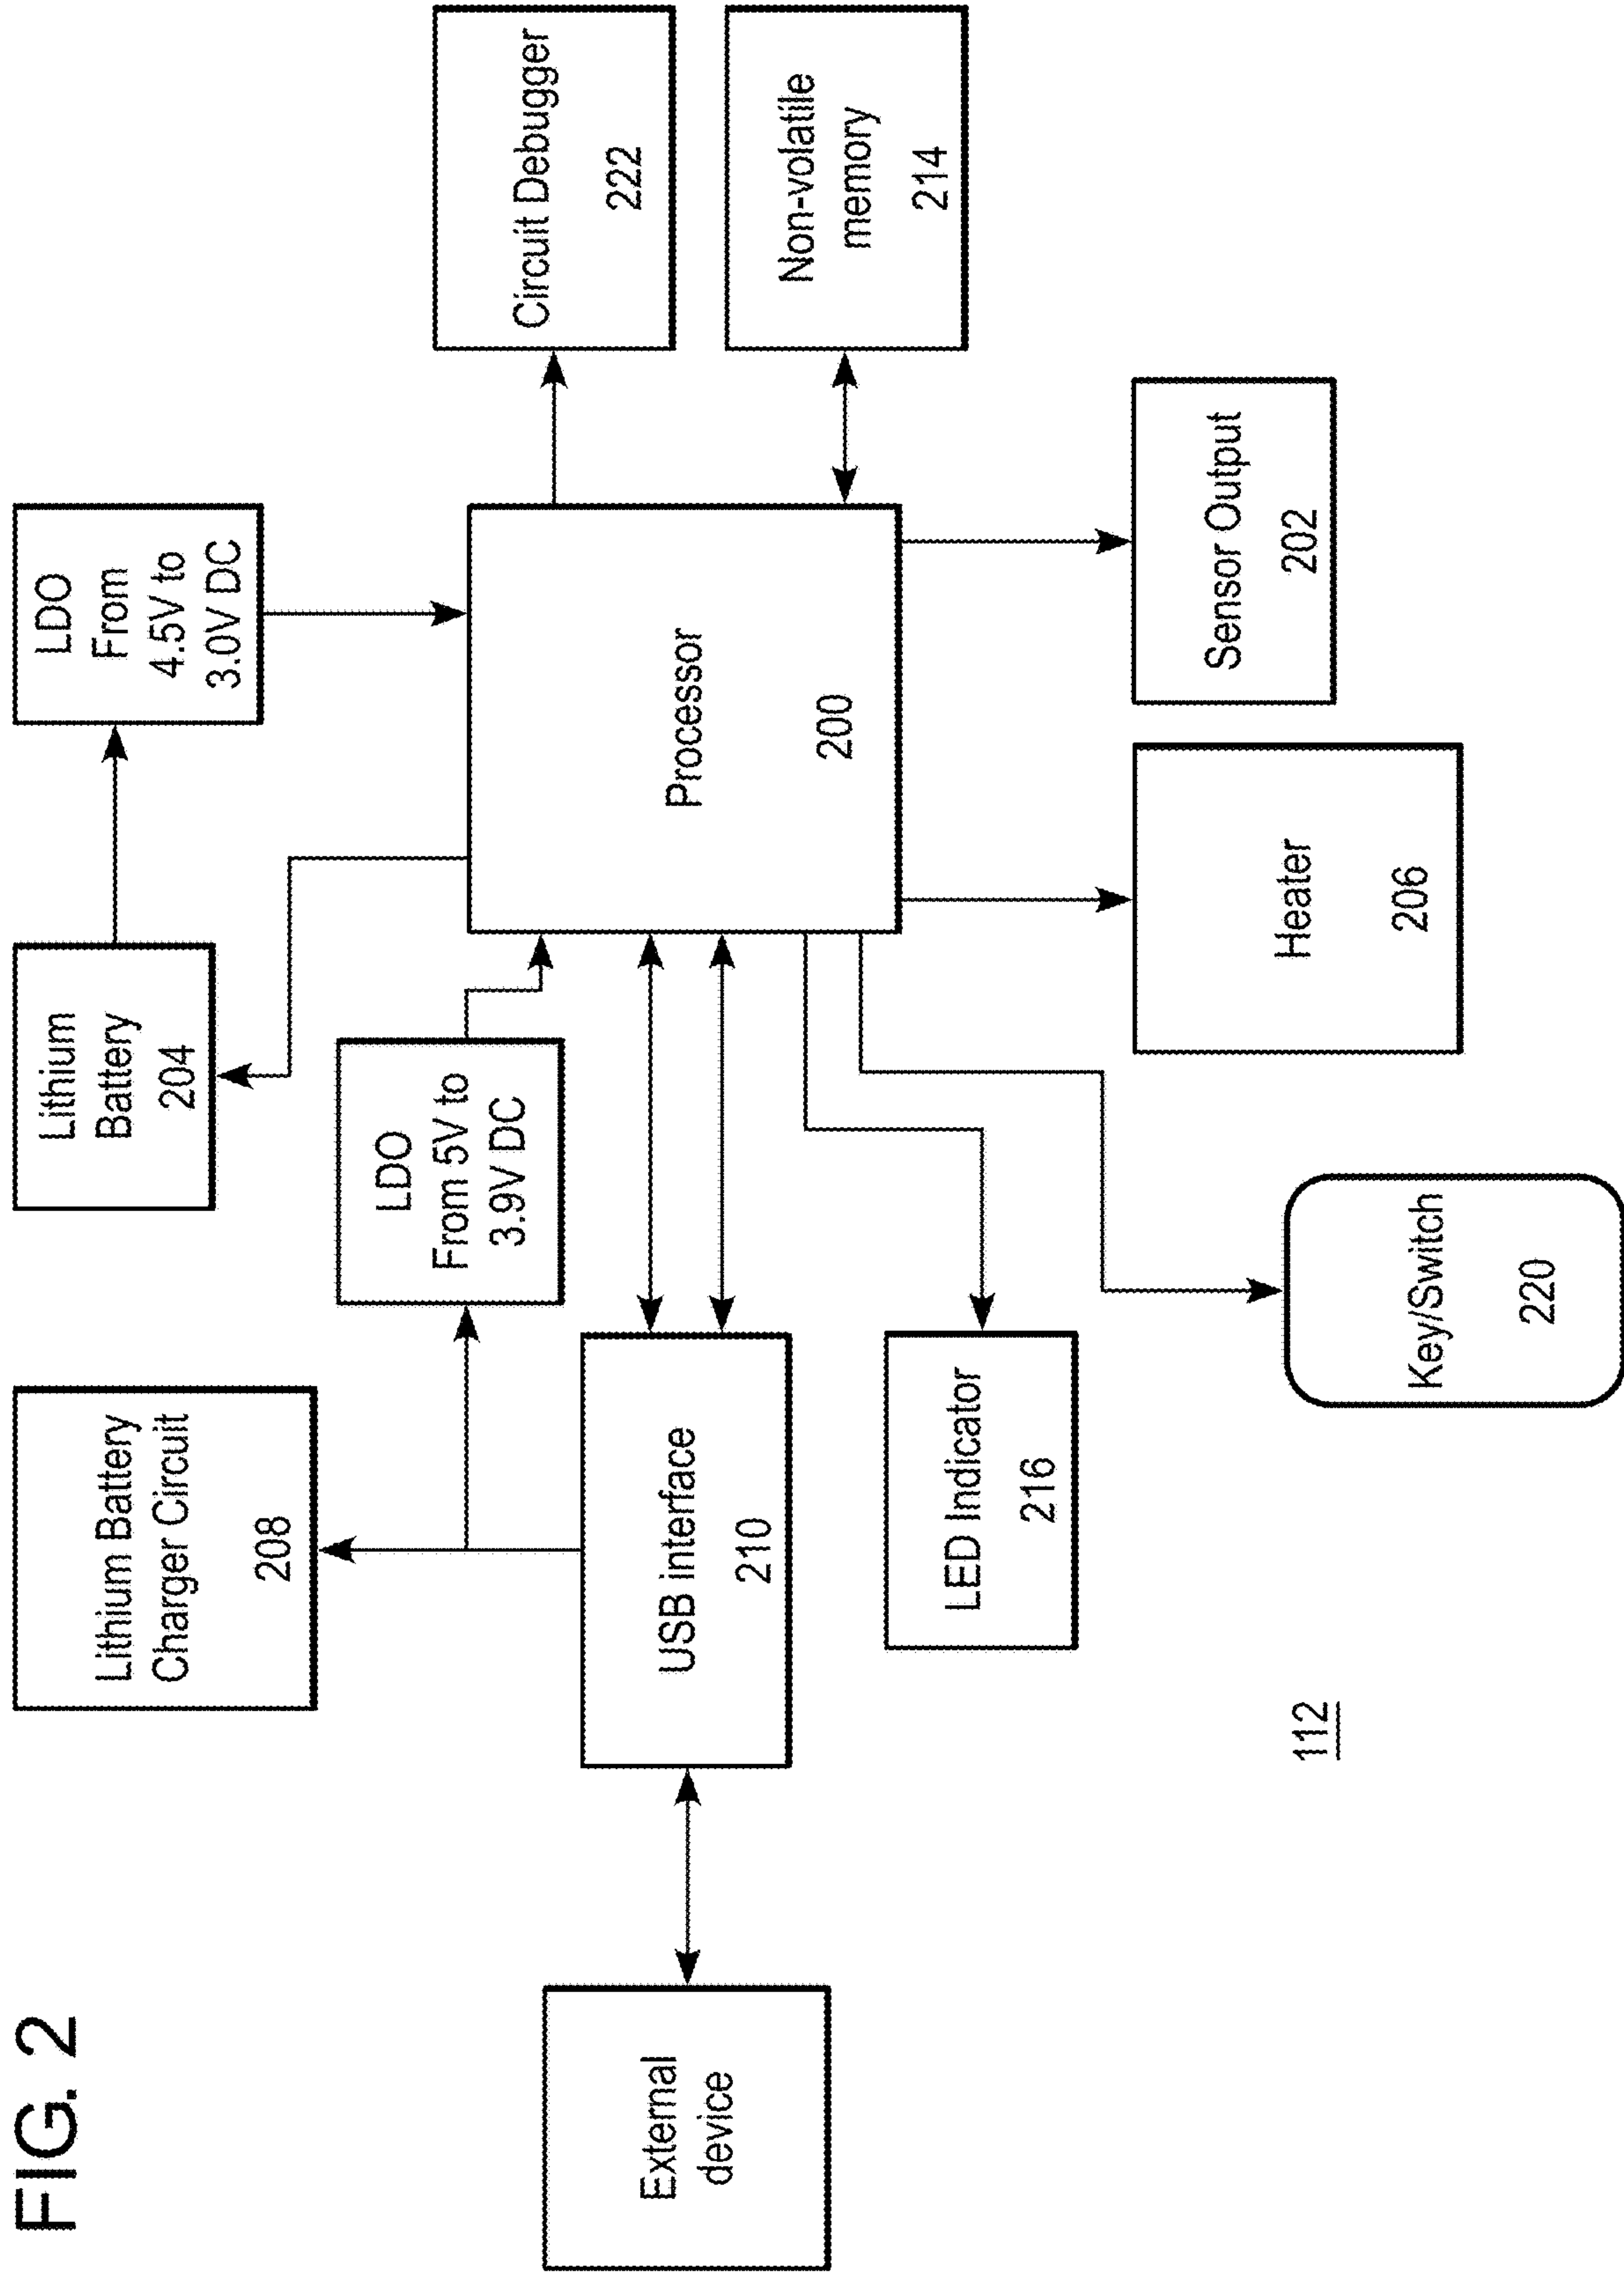 FIG. 2
Lithium Battery
Charger Circuit
208
Lithium
Battery
204
LDO
From
4.5V to
3.0V DC
LDO
From 5V to
3.9V DC
External
device
USB interface
210
Processor
200
Circuit Debugger
222
Non-volatile
memory
214
LED Indicator
216
Key/Switch
220
Heater
206
Sensor Output
202
112